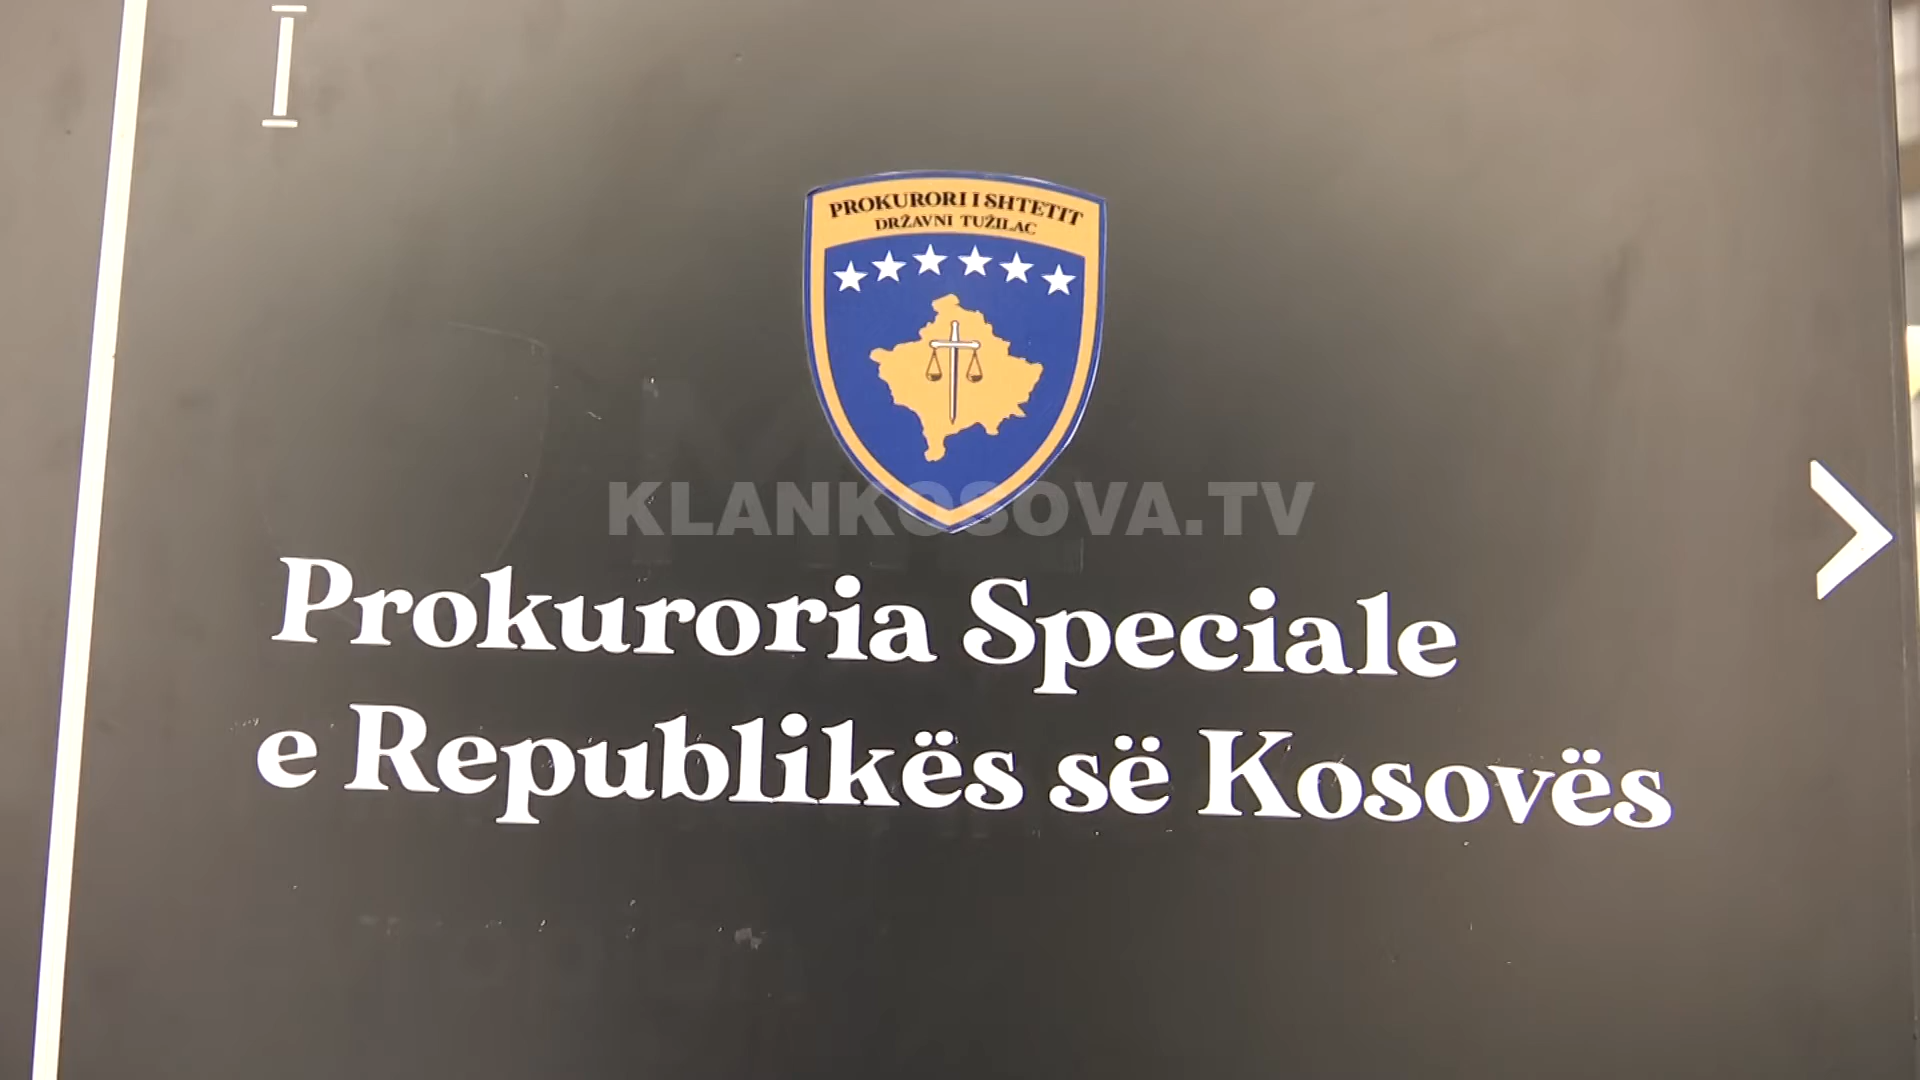 PROKURORI I SHTETIT
DRŽAVNI TUŽILAC
KLANKOSOVA.TV
Prokuroria Speciale
e Republikës së Kosovës